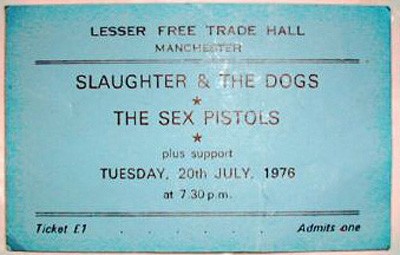 LESSER FREE TRADE HALL
MANCHESTER
SLAUGHTER & THE DOGS
★
THE SEX PISTOLS
★
plus support
TUESDAY, 20th JULY, 1976
at 7.30 p.m.
Ticket £1 Admits one